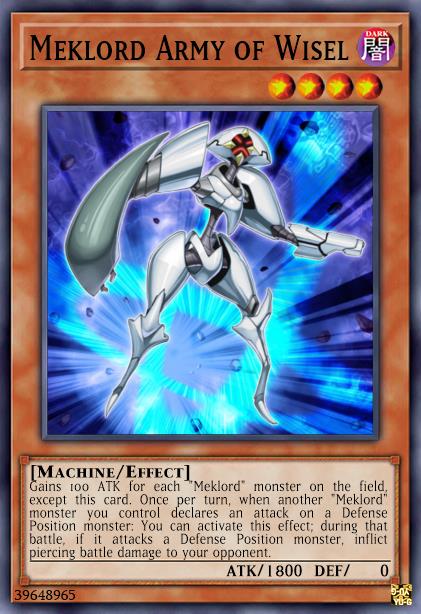 Meklord Army of Wisel
DARK
闇
[Machine/Effect]
Gains 100 ATK for each "Meklord" monster on the field,
except this card. Once per turn, when another "Meklord"
monster you control declares an attack on a Defense
Position monster: You can activate this effect; during that
battle, if it attacks a Defense Position monster, inflict
piercing battle damage to your opponent.
ATK/1800 DEF/ 0
39648965